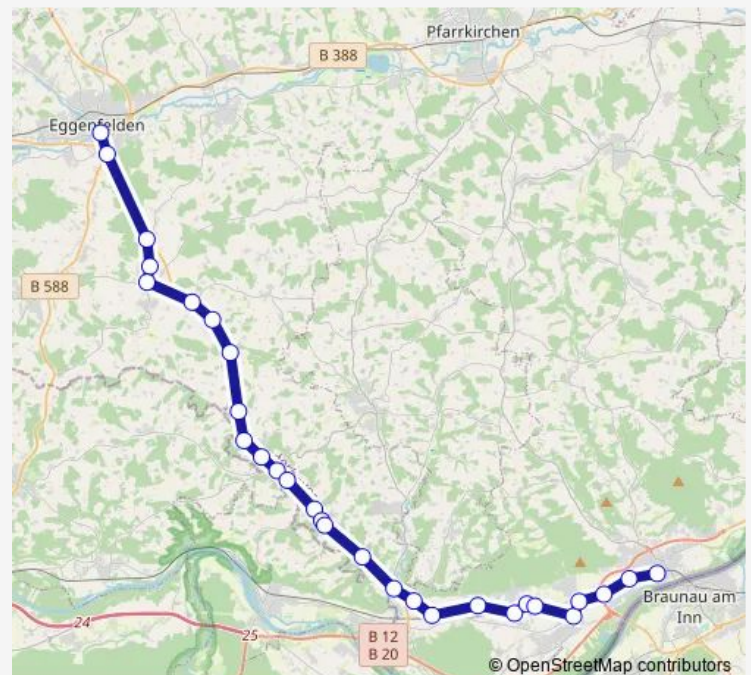 Pfarrkirchen
B 388
Eggenfelden
B 588
24
25
B 12
B 20
Braunau am
Inn
© OpenStreetMap contributors